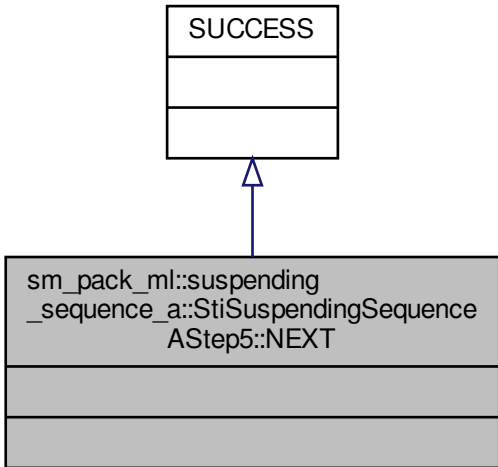 SUCCESS
sm_pack_ml::suspending
_sequence_a::StiSuspendingSequence
AStep5::NEXT